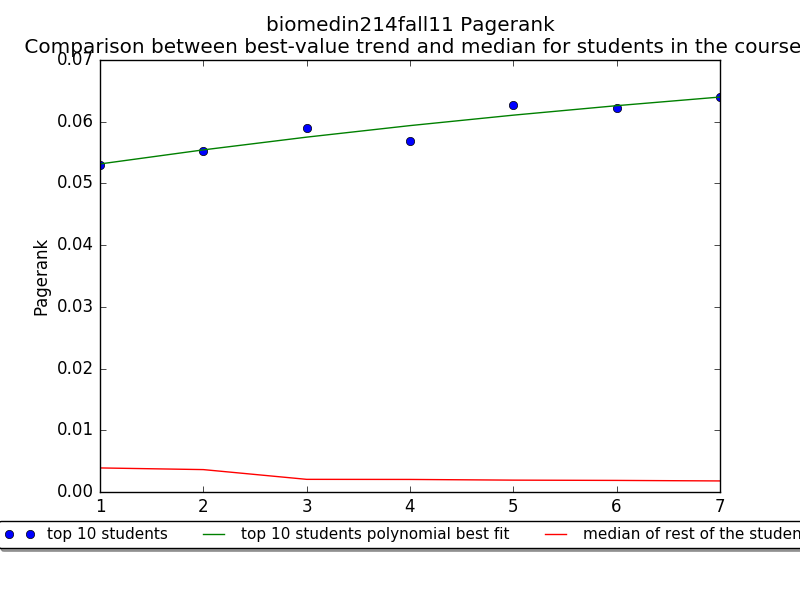 biomedin214fall11 Pagerank
Comparison between best-value trend and median for students in the course
0.07
0.06
0.05
0.04
0.03
0.02
0.01
0.00
Pagerank
1 2 3 4 5 6 7
top 10 students top 10 students polynomial best fit median of rest of the studen